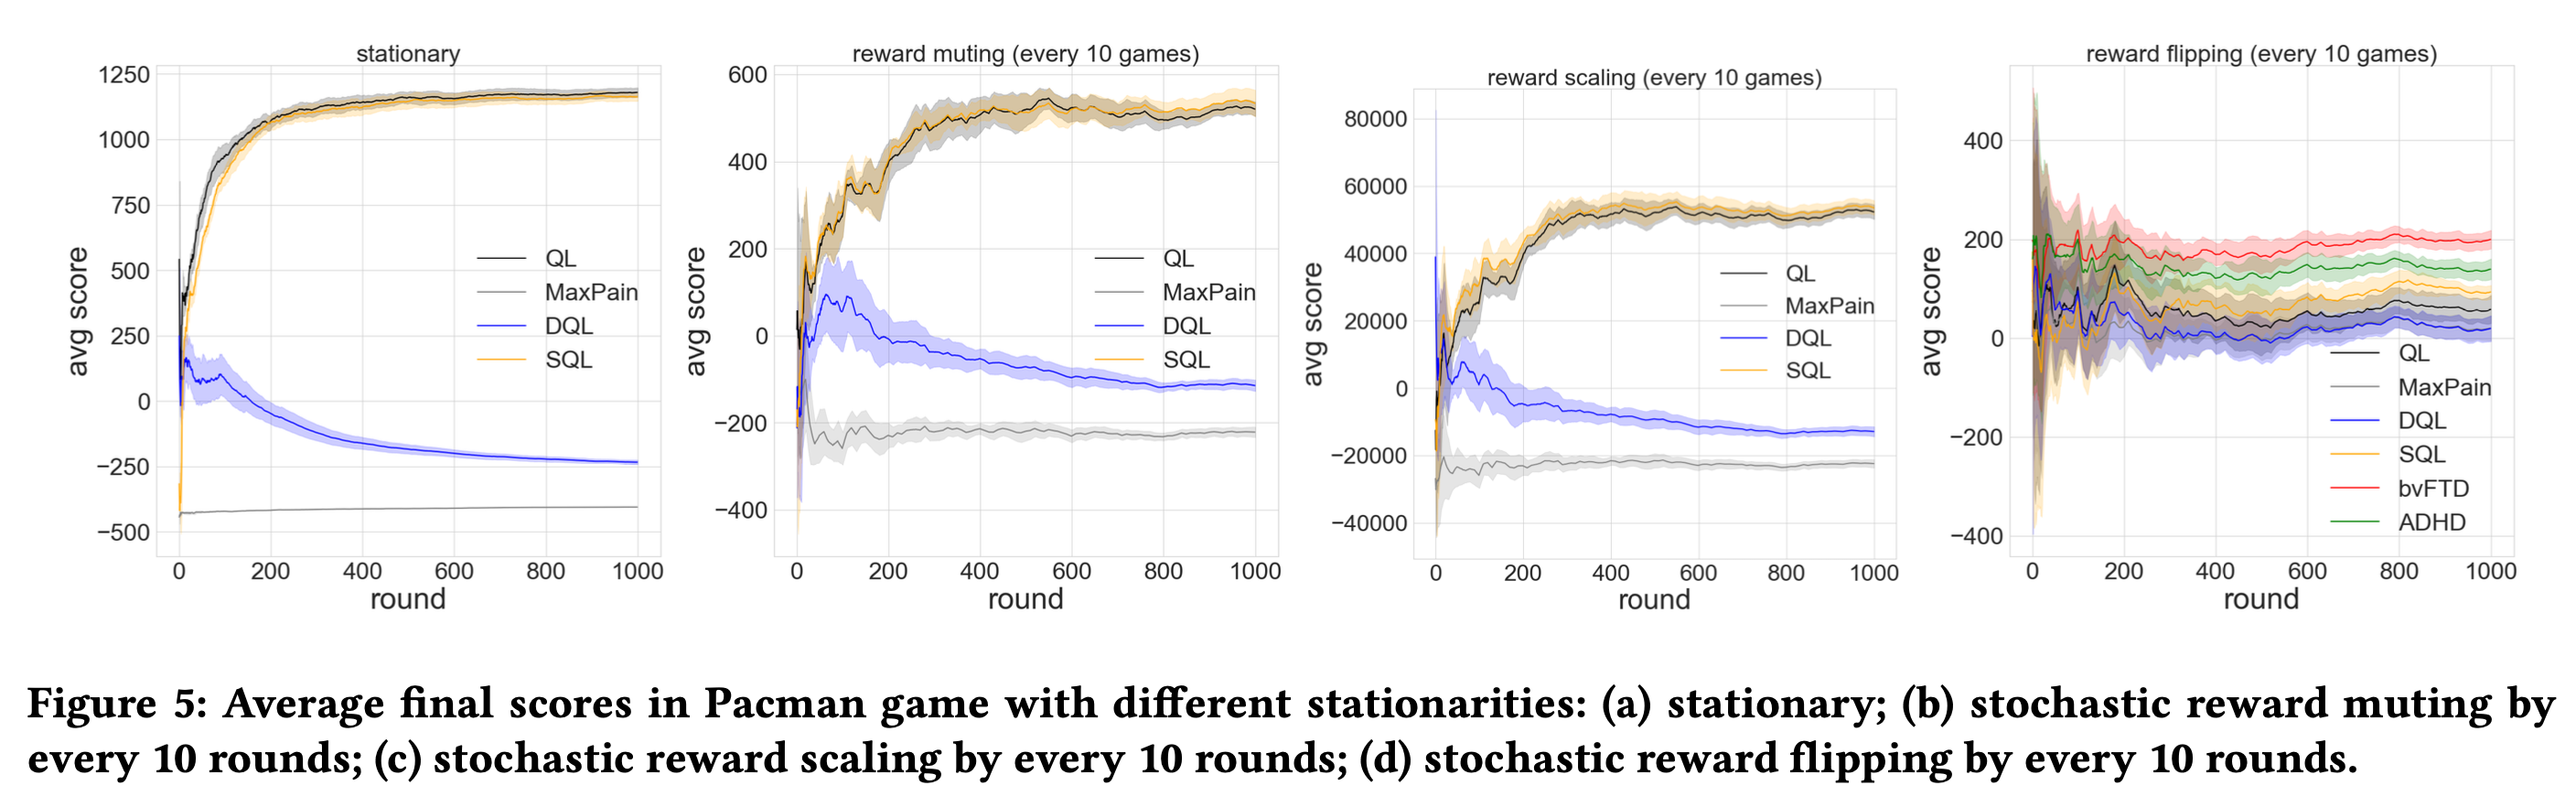 stationary
1250
1000
750
500
250
0
−250
−500
avg score
QL
MaxPain
DQL
SQL
0 200 400 600 800 1000
round
reward muting (every 10 games)
600
400
200
0
−200
−400
avg score
QL
MaxPain
DQL
SQL
0 200 400 600 800 1000
round
reward scaling (every 10 games)
80000
60000
40000
20000
0
−20000
−40000
avg score
QL
MaxPain
DQL
SQL
0 200 400 600 800 1000
round
reward flipping (every 10 games)
400
200
0
−200
−400
avg score
QL
MaxPain
DQL
SQL
bvFTD
ADHD
0 200 400 600 800 1000
round
Figure 5: Average final scores in Pacman game with different stationarities: (a) stationary; (b) stochastic reward muting by
every 10 rounds; (c) stochastic reward scaling by every 10 rounds; (d) stochastic reward flipping by every 10 rounds.